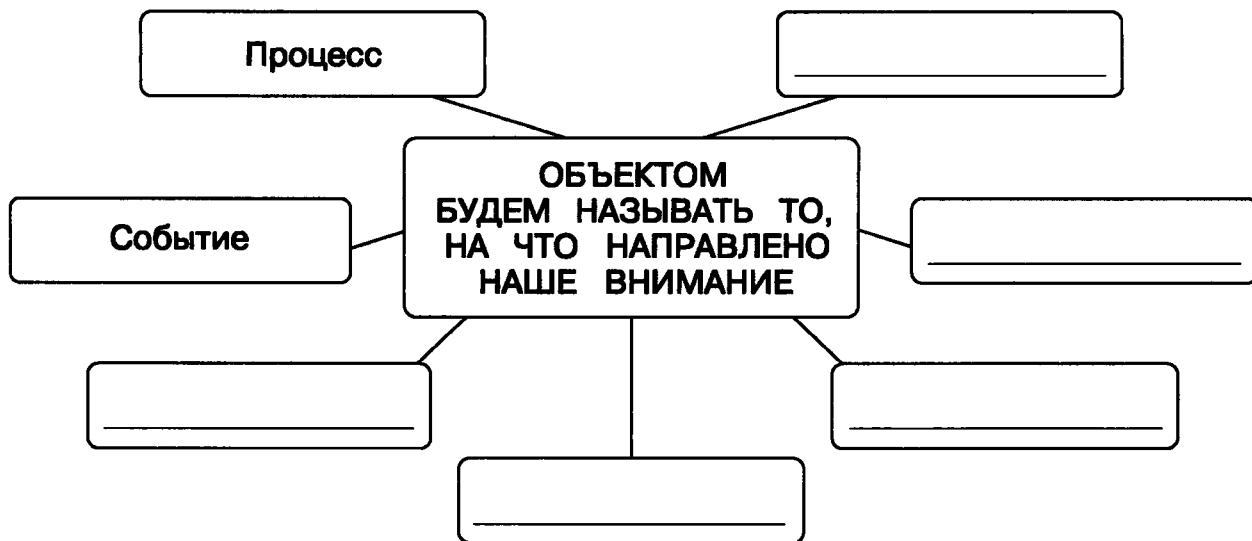 Процесс
ОБЪЕКТОМ
БУДЕМ НАЗЫВАТЬ ТО,
НА ЧТО НАПРАВЛЕНО
НАШЕ ВНИМАНИЕ
Событие